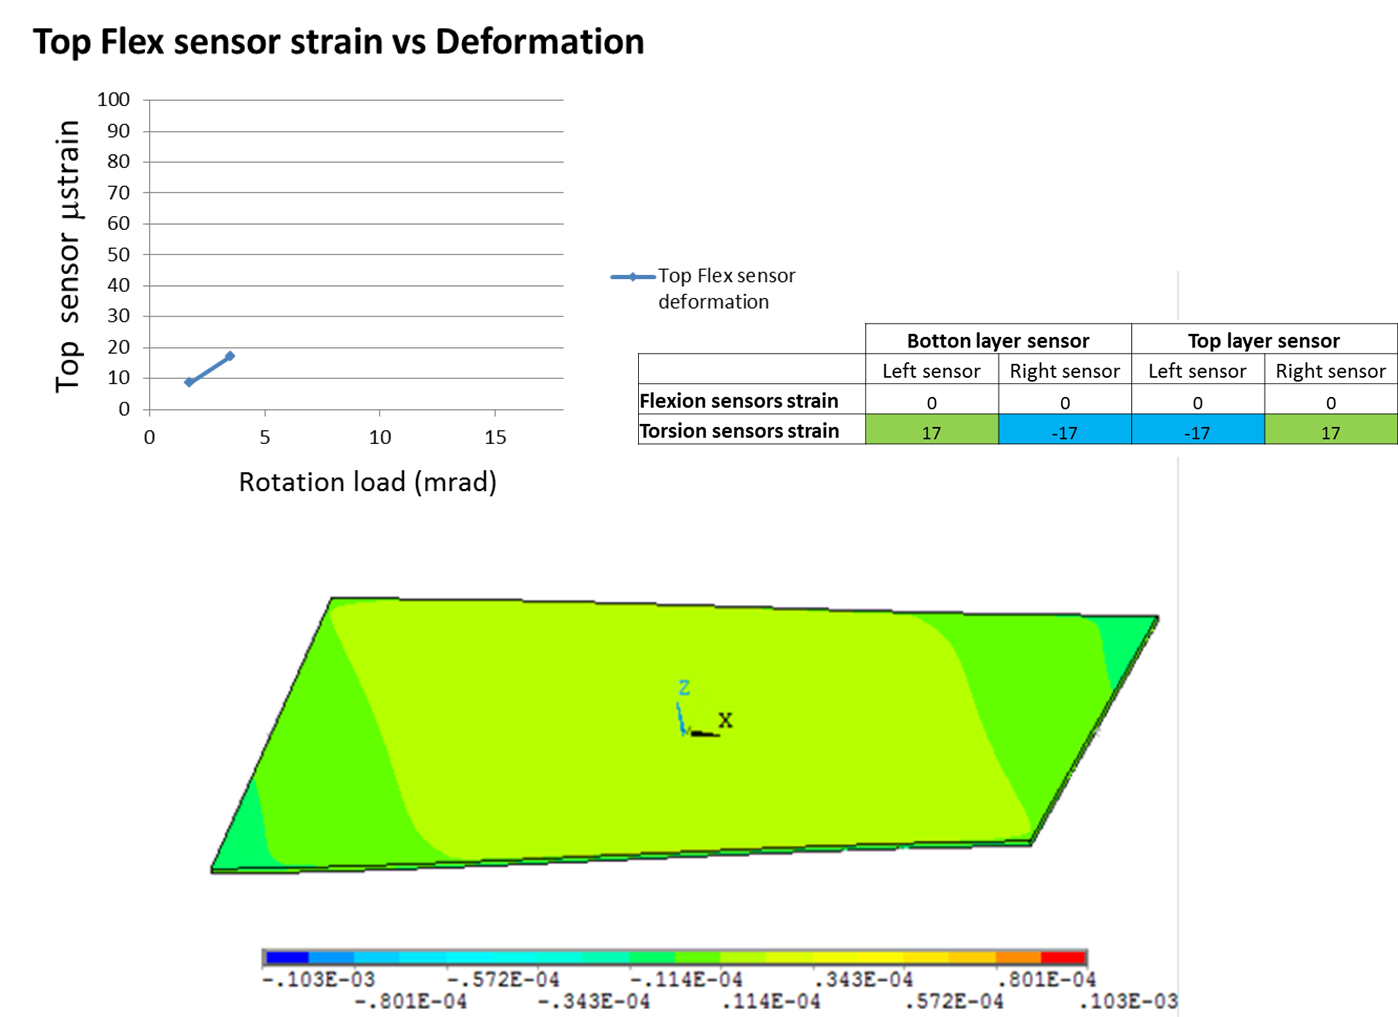 Top Flex sensor strain vs Deformation
100
90
80
70
60
50
40
30
20
10
0
0 5 10 15
Top sensor µstrain
Rotation load (mrad)
Top Flex sensor
deformation
Botton layer sensor Top layer sensor
Left sensor Right sensor Left sensor Right sensor
Flexion sensors strain 0 0 0 0
Torsion sensors strain 17 -17 -17 17
Z
X
-.103E-03 -.572E-04 -.114E-04 .343E-04 .801E-04
-.801E-04 -.343E-04 .114E-04 .572E-04 .103E-03